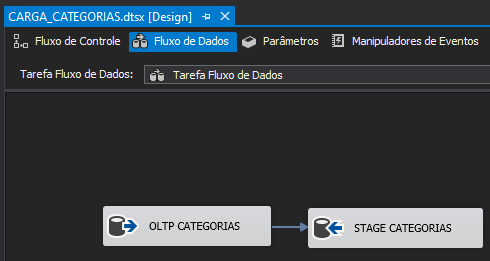 CARGA_CATEGORIAS.dtsx [Design]
Fluxo de Controle Fluxo de Dados Parâmetros Manipuladores de Eventos
Tarefa Fluxo de Dados: Tarefa Fluxo de Dados
OLTP CATEGORIAS STAGE CATEGORIAS